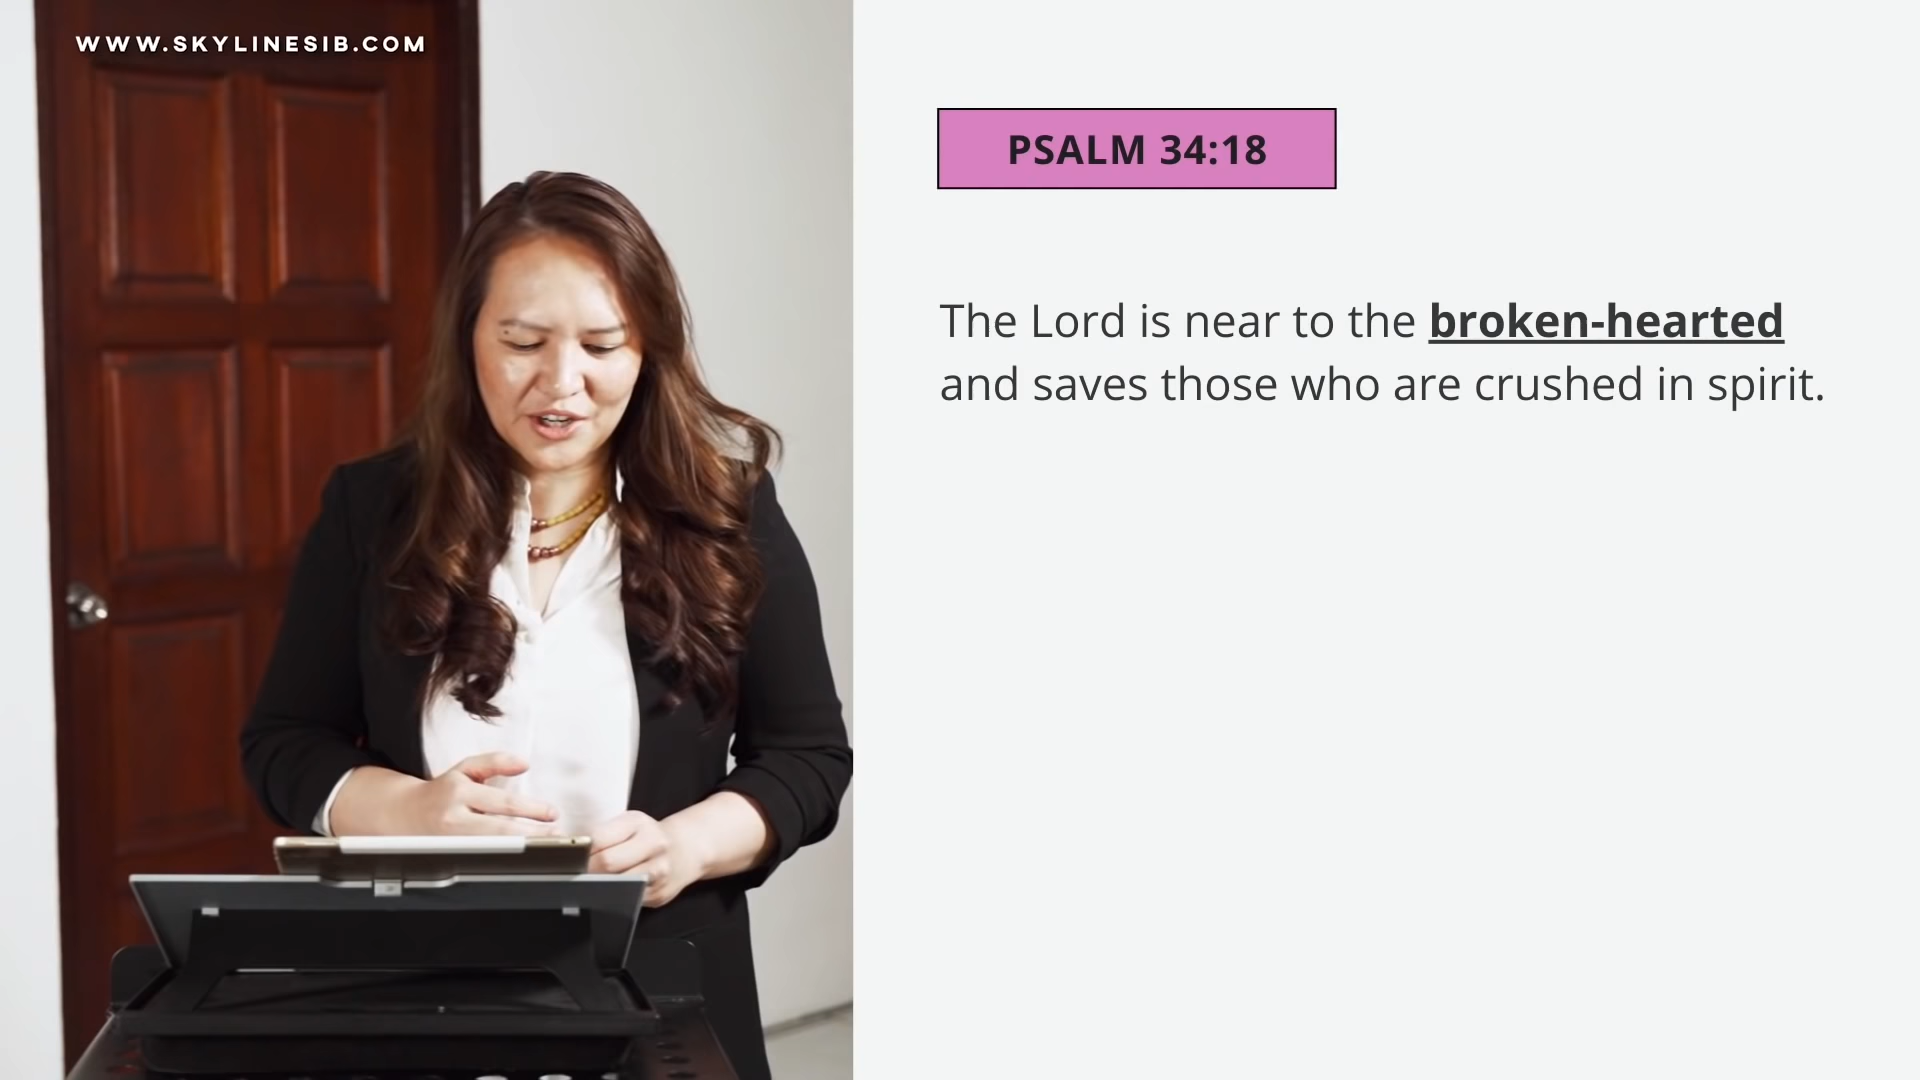 WWW.SKYLINESIB.COM
PSALM 34:18
The Lord is near to the broken-hearted
and saves those who are crushed in spirit.